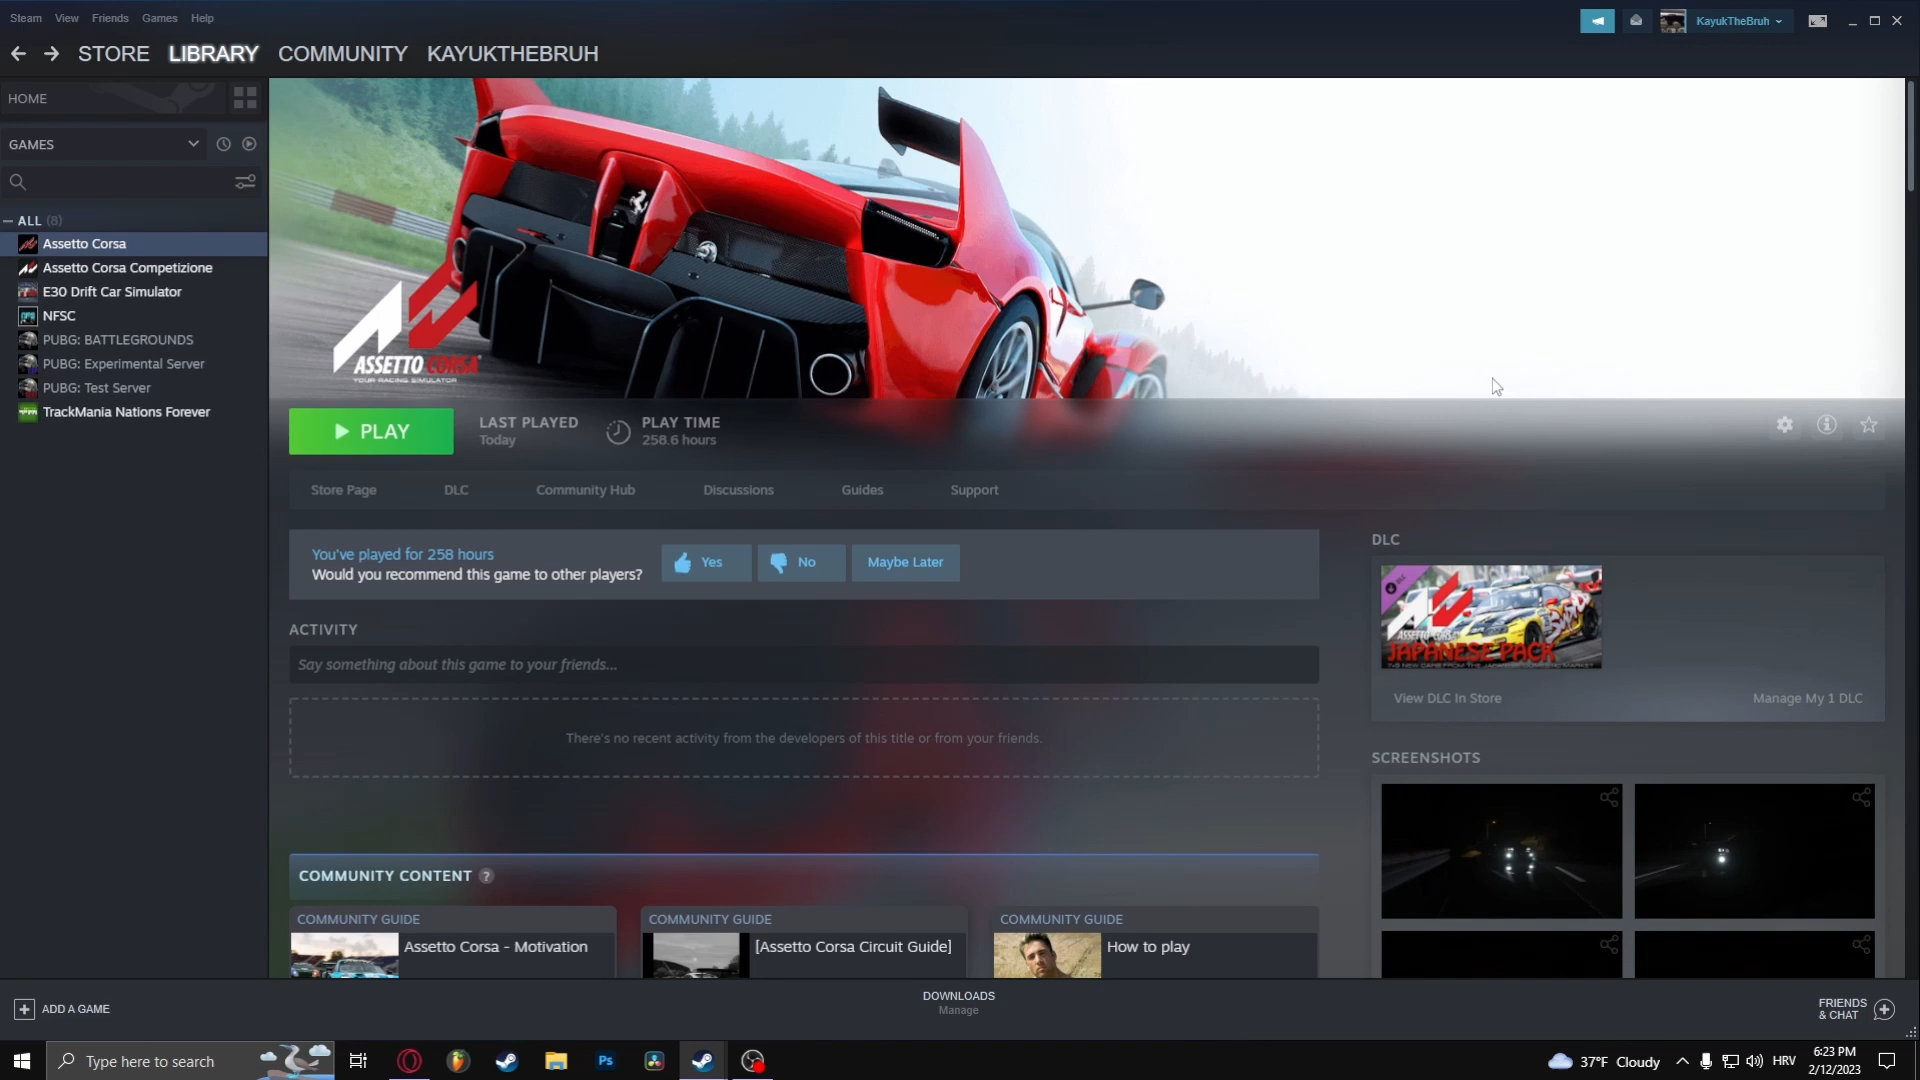 Steam View Friends Games Help
KayukTheBruh
STORE LIBRARY COMMUNITY KAYUKTHEBRUH
HOME
GAMES
ALL (8)
Assetto Corsa
Assetto Corsa Competizione
E30 Drift Car Simulator
NFSC
PUBG: BATTLEGROUNDS
PUBG: Experimental Server
PUBG: Test Server
TrackMania Nations Forever
ASSETTO CORSA
YOUR RACING SIMULATOR
PLAY
LAST PLAYED
Today
PLAY TIME
258.6 hours
Store Page DLC Community Hub Discussions Guides Support
You've played for 258 hours
Would you recommend this game to other players?
Yes No Maybe Later
ACTIVITY
Say something about this game to your friends...
There's no recent activity from the developers of this title or from your friends.
COMMUNITY CONTENT ?
COMMUNITY GUIDE
Assetto Corsa - Motivation
COMMUNITY GUIDE
[Assetto Corsa Circuit Guide]
COMMUNITY GUIDE
How to play
DLC
DLC
ASSETTO CORSA
JAPANESE PACK
View DLC In Store Manage My 1 DLC
SCREENSHOTS
ADD A GAME
DOWNLOADS
Manage
FRIENDS
& CHAT
Type here to search
Ps
37°F Cloudy
HRV
6:23 PM
2/12/2023